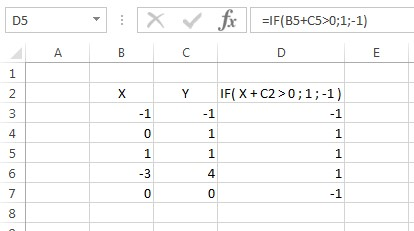 D5 fx =IF(B5+C5>0;1;-1)
A B C D E
1
2 X Y IF( X + C2 > 0 ; 1 ; -1 )
3 -1 -1 -1
4 0 1 1
5 1 1 1
6 -3 4 1
7 0 0 -1
8